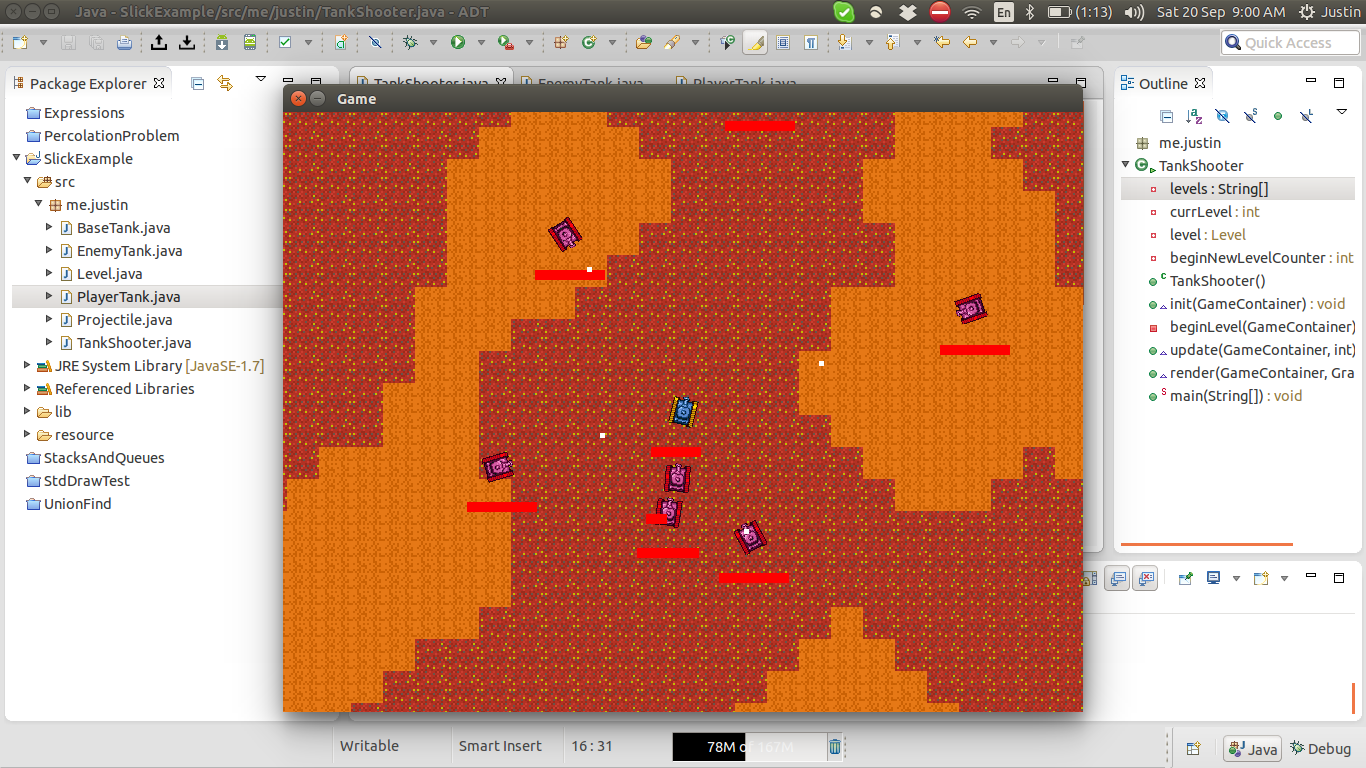 Java - SlickExample/src/me/justin/TankShooter.java - ADT
En
(1:13)
Sat 20 Sep 9:00 AM
Justin
Quick Access
Package Explorer
TankShooter.java
EnemyTank.java
PlayerTank.java
Outline
Game
Expressions
PercolationProblem
SlickExample
src
me.justin
BaseTank.java
EnemyTank.java
Level.java
PlayerTank.java
Projectile.java
TankShooter.java
JRE System Library [JavaSE-1.7]
Referenced Libraries
lib
resource
StacksAndQueues
StdDrawTest
UnionFind
me.justin
TankShooter
levels : String[]
currLevel : int
level : Level
beginNewLevelCounter : int
TankShooter()
init(GameContainer) : void
beginLevel(GameContainer)
update(GameContainer, int)
render(GameContainer, Gra
main(String[]) : void
Writable
Smart Insert
16 : 31
78M of 167M
Java
Debug